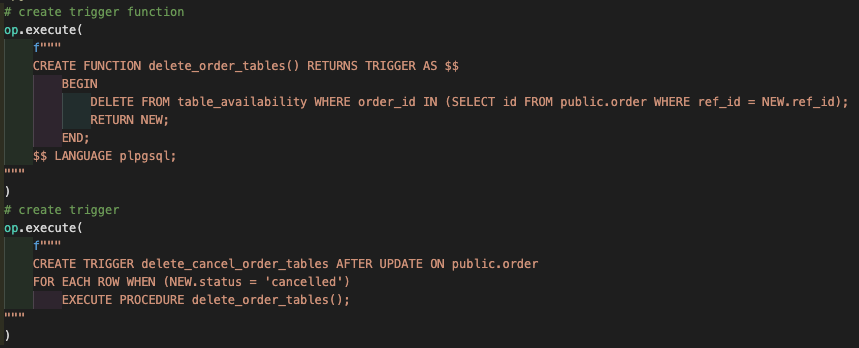 # create trigger function
op.execute(
    f"""
    CREATE FUNCTION delete_order_tables() RETURNS TRIGGER AS $$
        BEGIN
            DELETE FROM table_availability WHERE order_id IN (SELECT id FROM public.order WHERE ref_id = NEW.ref_id);
            RETURN NEW;
        END;
    $$ LANGUAGE plpgsql;
"""
)
# create trigger
op.execute(
    f"""
    CREATE TRIGGER delete_cancel_order_tables AFTER UPDATE ON public.order
    FOR EACH ROW WHEN (NEW.status = 'cancelled')
        EXECUTE PROCEDURE delete_order_tables();
"""
)